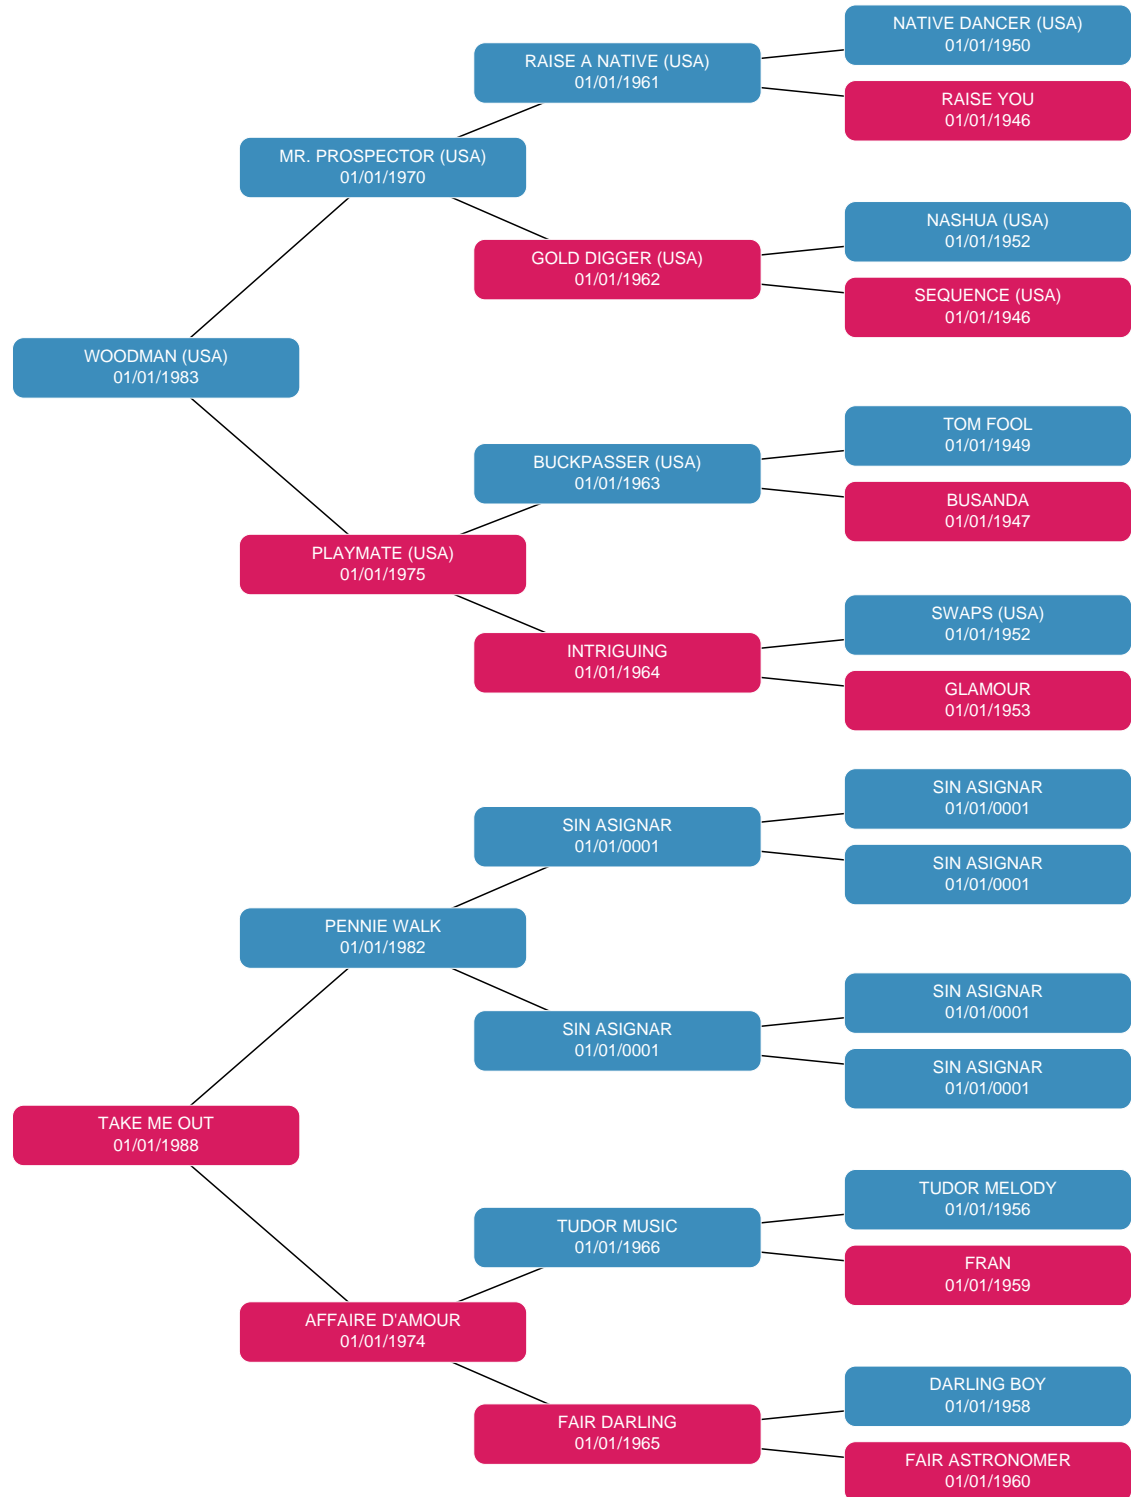 NATIVE DANCER (USA)
01/01/1950
RAISE A NATIVE (USA)
01/01/1961
RAISE YOU
01/01/1946
MR. PROSPECTOR (USA)
01/01/1970
NASHUA (USA)
01/01/1952
GOLD DIGGER (USA)
01/01/1962
SEQUENCE (USA)
01/01/1946
WOODMAN (USA)
01/01/1983
TOM FOOL
01/01/1949
BUCKPASSER (USA)
01/01/1963
BUSANDA
01/01/1947
PLAYMATE (USA)
01/01/1975
SWAPS (USA)
01/01/1952
INTRIGUING
01/01/1964
GLAMOUR
01/01/1953
SIN ASIGNAR
01/01/0001
SIN ASIGNAR
01/01/0001
SIN ASIGNAR
01/01/0001
PENNIE WALK
01/01/1982
SIN ASIGNAR
01/01/0001
SIN ASIGNAR
01/01/0001
SIN ASIGNAR
01/01/0001
TAKE ME OUT
01/01/1988
TUDOR MELODY
01/01/1956
TUDOR MUSIC
01/01/1966
FRAN
01/01/1959
AFFAIRE D'AMOUR
01/01/1974
DARLING BOY
01/01/1958
FAIR DARLING
01/01/1965
FAIR ASTRONOMER
01/01/1960